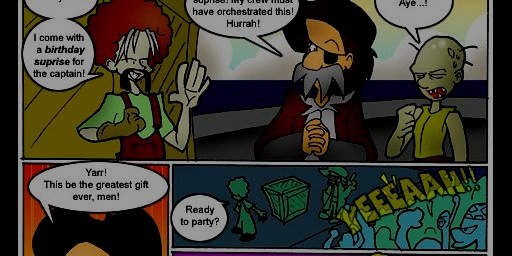 I come with
a birthday
suprise for
the captain!
suprise! My crew must
have orchestrated this!
Hurrah!
Aye...!
Yarr!
This be the greatest gift
ever, men!
Ready
to party?
YEEEAAAH!!